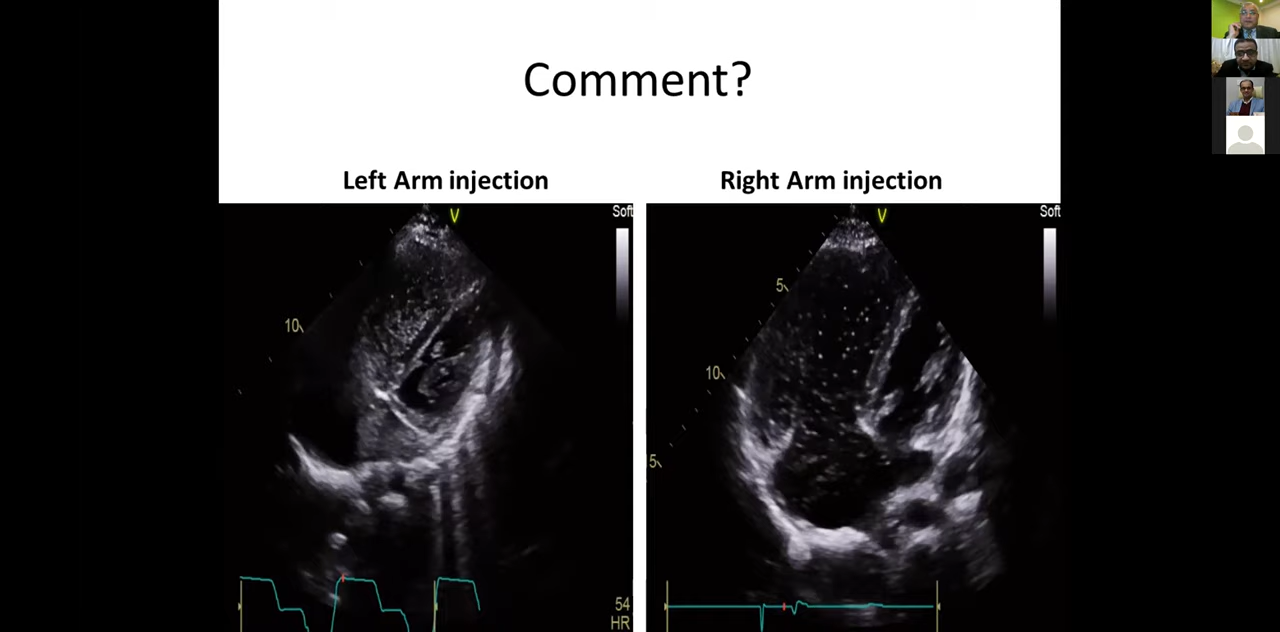 Comment?
Left Arm injection
Right Arm injection
Soft
V
10
54
HR
Soft
V
5
10
5